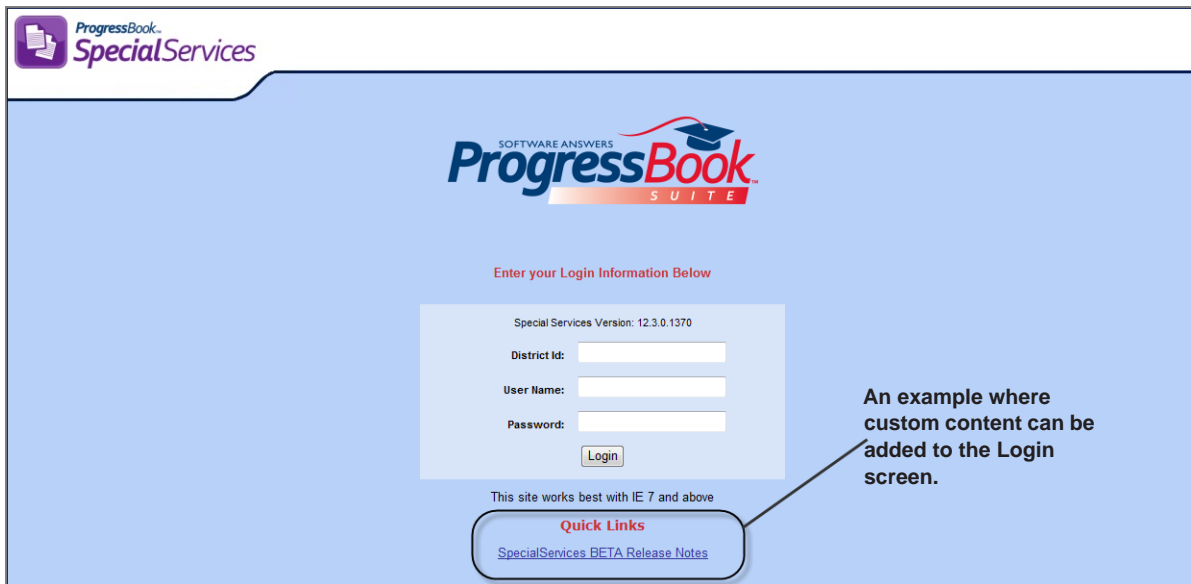 ProgressBook™
SpecialServices
SOFTWARE ANSWERS
ProgressBook™
SUITE
Enter your Login Information Below
Special Services Version: 12.3.0.1370
District Id:
User Name:
Password:
Login
This site works best with IE 7 and above
Quick Links
SpecialServices BETA Release Notes
An example where
custom content can be
added to the Login
screen.